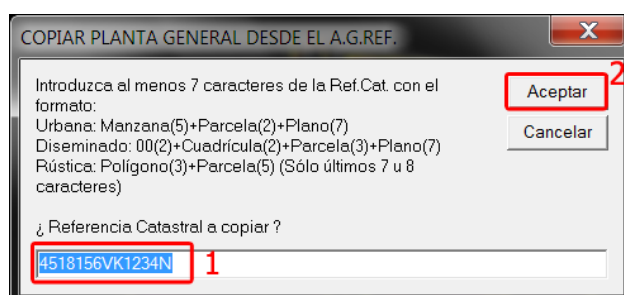 COPIAR PLANTA GENERAL DESDE EL A.G.REF.
X
Introduzca al menos 7 caracteres de la Ref.Cat. con el
formato:
Urbana: Manzana(5)+Parcela(2)+Plano(7)
Diseminado: 00(2)+Cuadrícula(2)+Parcela(3)+Plano(7)
Rústica: Polígono(3)+Parcela(5) (Sólo últimos 7 u 8
caracteres)
Aceptar
2
Cancelar
¿ Referencia Catastral a copiar ?
4518156VK1234N
1